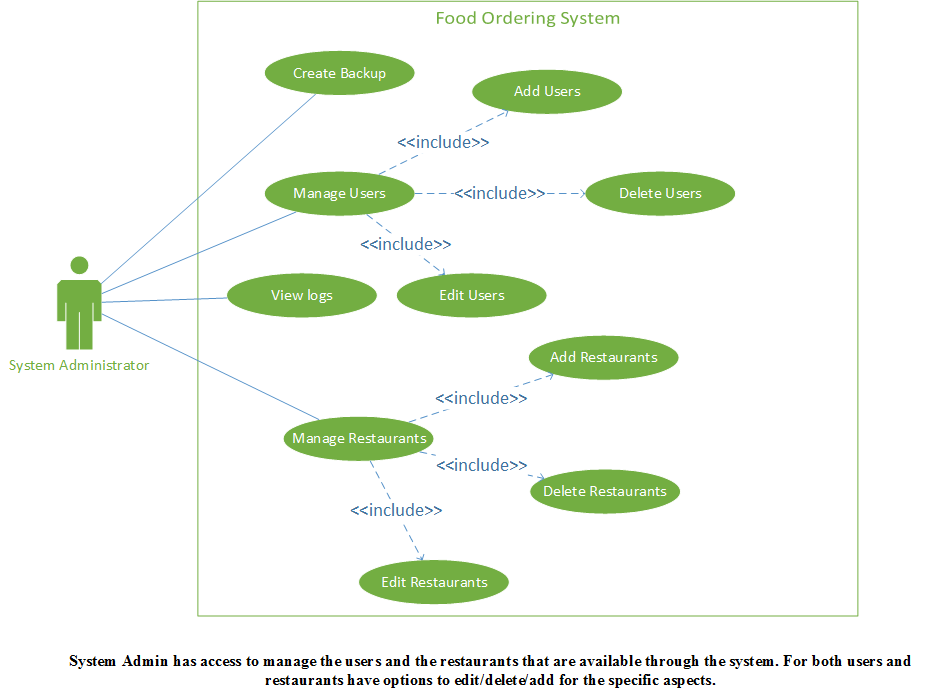 Food Ordering System
Create Backup
Add Users
<<include>>
Manage Users
<<include>>
Delete Users
<<include>>
View logs
Edit Users
System Administrator
Add Restaurants
<<include>>
Manage Restaurants
<<include>>
Delete Restaurants
<<include>>
Edit Restaurants
System Admin has access to manage the users and the restaurants that are available through the system. For both users and
restaurants have options to edit/delete/add for the specific aspects.